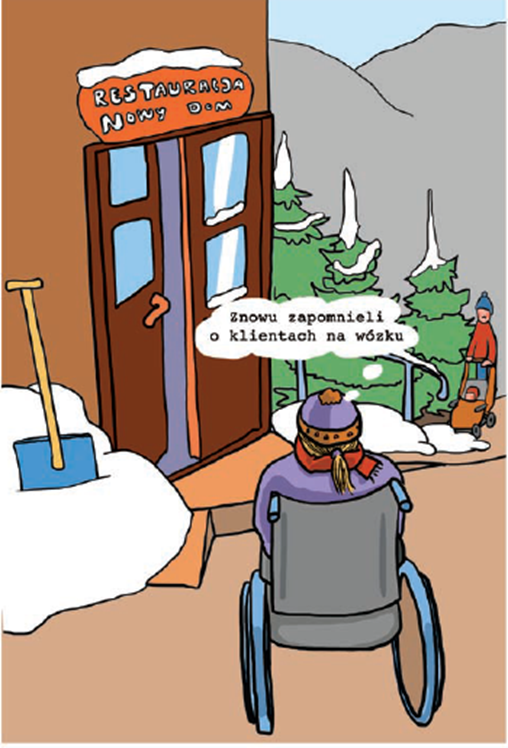 RESTAURACJA
NOWY DOM
Znowu zapomnieli
o klientach na wózku